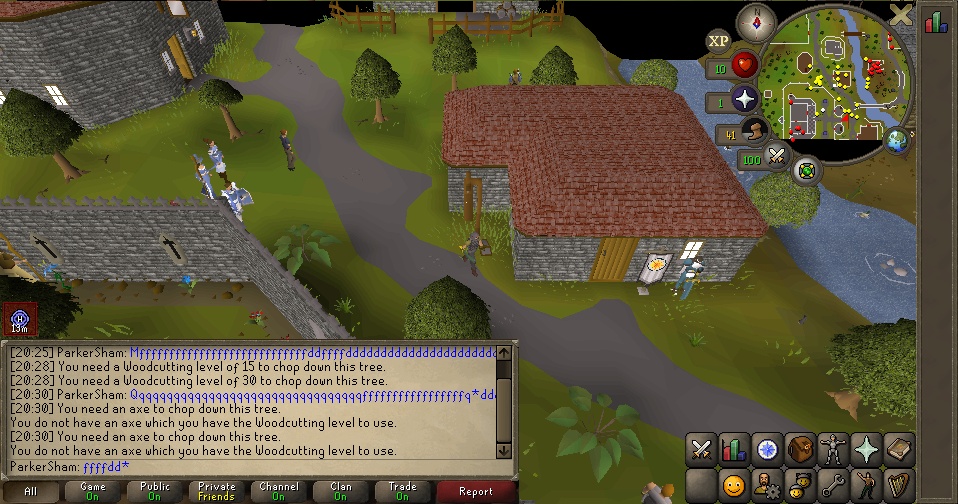 N
XP
10
1
41
100
13m
[20:25] ParkerSham:
[20:28] You need a Woodcutting level of 15 to chop down this tree.
[20:28] You need a Woodcutting level of 30 to chop down this tree.
[20:30] ParkerSham:
[20:30] You need an axe to chop down this tree.
You do not have an axe which you have the Woodcutting level to use.
[20:30] You need an axe to chop down this tree.
You do not have an axe which you have the Woodcutting level to use.
ParkerSham: ffffdd*
All
Game
On
Public
On
Private
Friends
Channel
On
Clan
On
Trade
On
Report